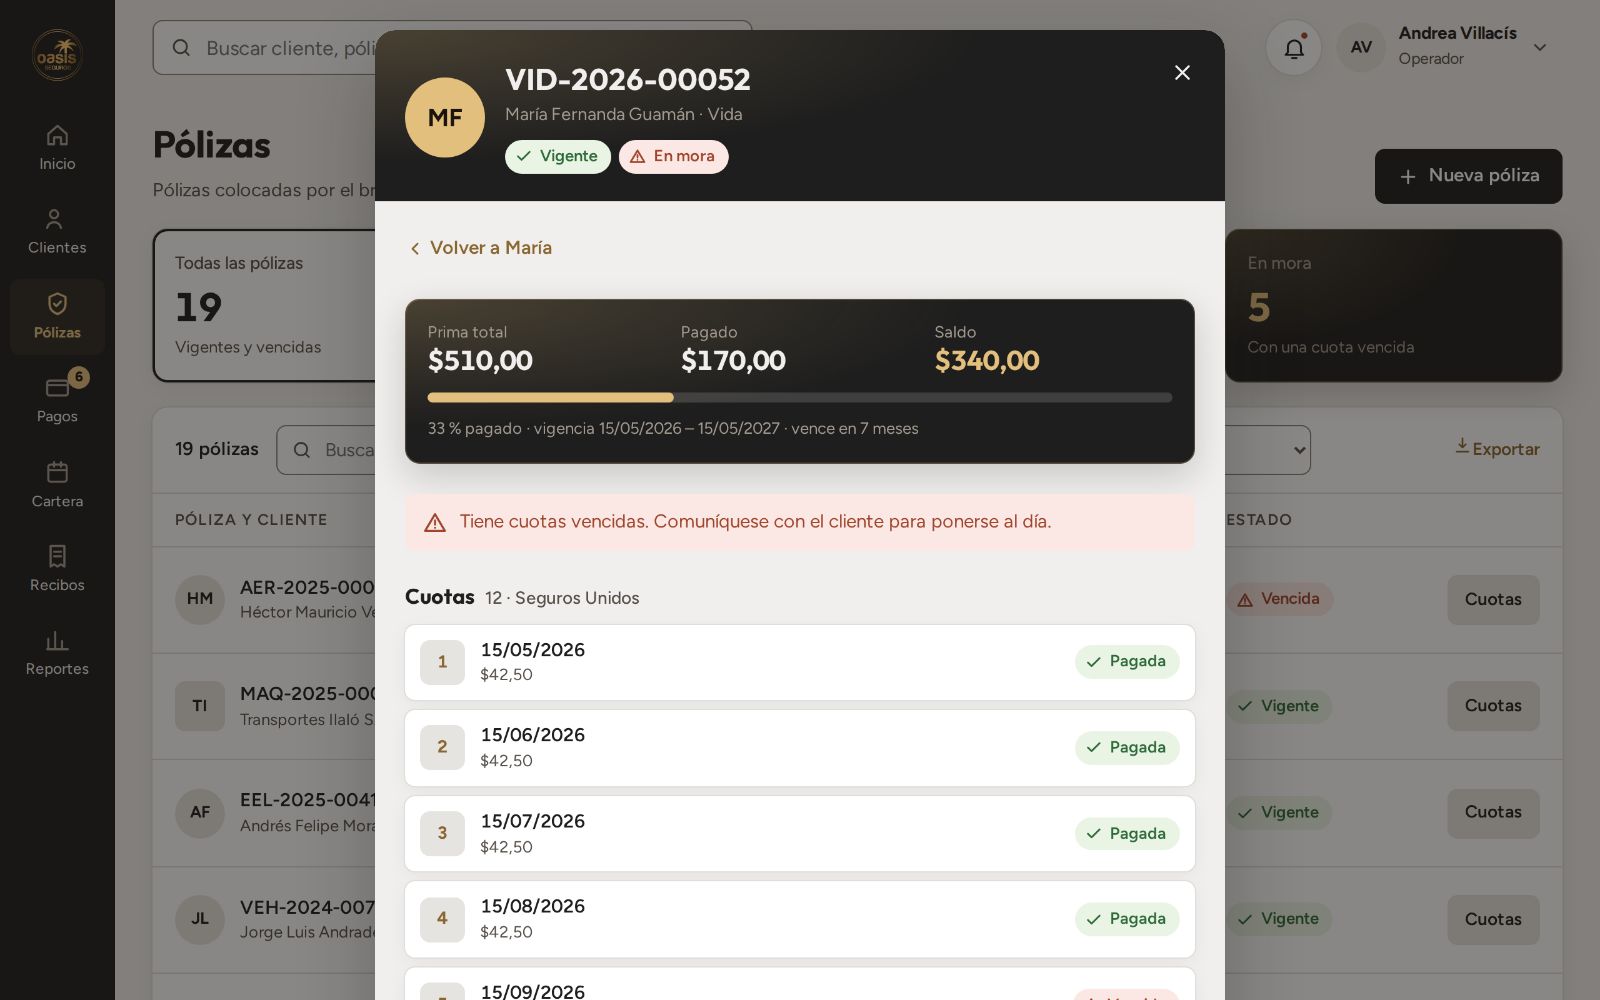 oasis
SEGUROS
Inicio
Clientes
Pólizas
6
Pagos
Cartera
Recibos
Reportes
Buscar cliente, póli
AV
Andrea Villacís
Operador
Pólizas
Pólizas colocadas por el br
Nueva póliza
Todas las pólizas
19
Vigentes y vencidas
En mora
5
Con una cuota vencida
19 pólizas
Busca
Exportar
PÓLIZA Y CLIENTE
ESTADO
HM
AER-2025-000
Héctor Mauricio Ve
Vencida
Cuotas
TI
MAQ-2025-000
Transportes Ilaló S.
Vigente
Cuotas
AF
EEL-2025-0041
Andrés Felipe Mora
Vigente
Cuotas
JL
VEH-2024-007
Jorge Luis Andrade
Vigente
Cuotas
MF
VID-2026-00052
María Fernanda Guamán · Vida
Vigente
En mora
Volver a María
Prima total
$510,00
Pagado
$170,00
Saldo
$340,00
33 % pagado · vigencia 15/05/2026 – 15/05/2027 · vence en 7 meses
Tiene cuotas vencidas. Comuníquese con el cliente para ponerse al día.
Cuotas 12 · Seguros Unidos
1
15/05/2026
$42,50
Pagada
2
15/06/2026
$42,50
Pagada
3
15/07/2026
$42,50
Pagada
4
15/08/2026
$42,50
Pagada
15/09/2026